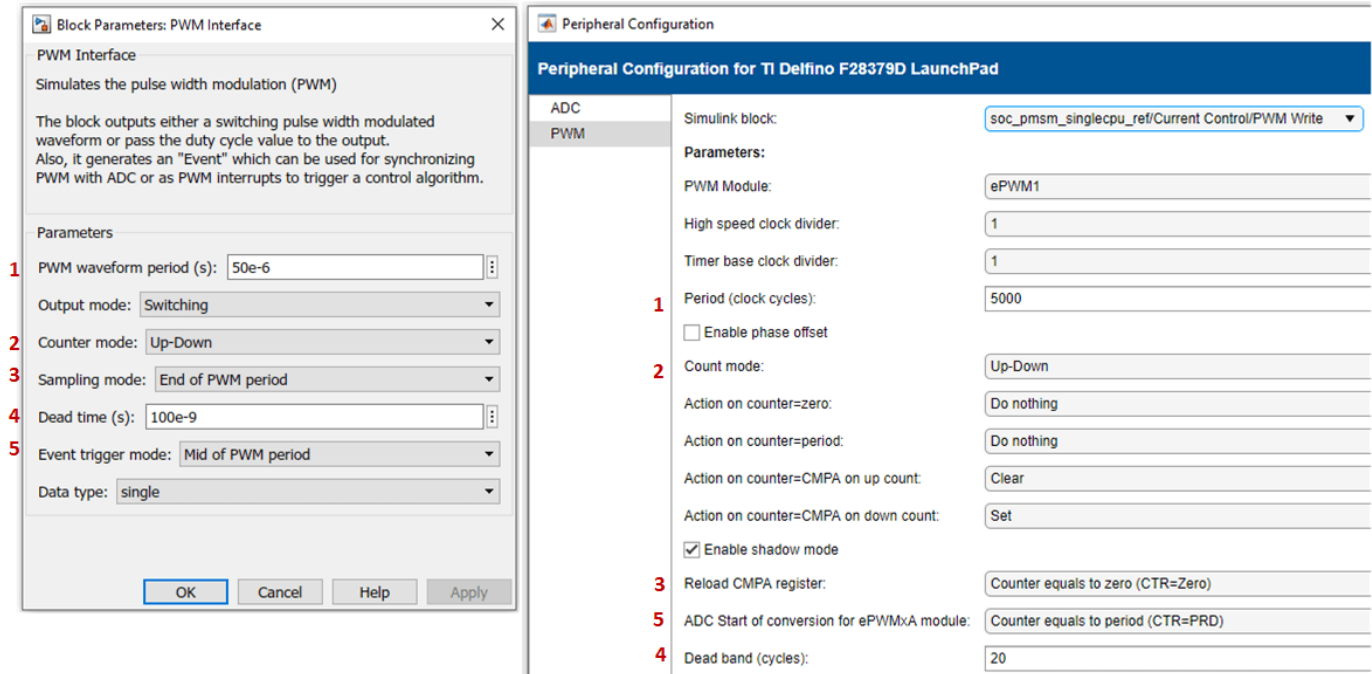 Block Parameters: PWM Interface
PWM Interface
Simulates the pulse width modulation (PWM)
The block outputs either a switching pulse width modulated
waveform or pass the duty cycle value to the output.
Also, it generates an "Event" which can be used for synchronizing
PWM with ADC or as PWM interrupts to trigger a control algorithm.
Parameters
1 PWM waveform period (s): 50e-6
Output mode: Switching
2 Counter mode: Up-Down
3 Sampling mode: End of PWM period
4 Dead time (s): 100e-9
5 Event trigger mode: Mid of PWM period
Data type: single
OK Cancel Help Apply
Peripheral Configuration
Peripheral Configuration for TI Delfino F28379D LaunchPad
ADC
PWM
Simulink block: soc_pmsm_singlecpu_ref/Current Control/PWM Write
Parameters:
PWM Module: ePWM1
High speed clock divider: 1
Timer base clock divider: 1
1 Period (clock cycles): 5000
Enable phase offset
2 Count mode: Up-Down
Action on counter=zero: Do nothing
Action on counter=period: Do nothing
Action on counter=CMPA on up count: Clear
Action on counter=CMPA on down count: Set
Enable shadow mode
3 Reload CMPA register: Counter equals to zero (CTR=Zero)
5 ADC Start of conversion for ePWMxA module: Counter equals to period (CTR=PRD)
4 Dead band (cycles): 20